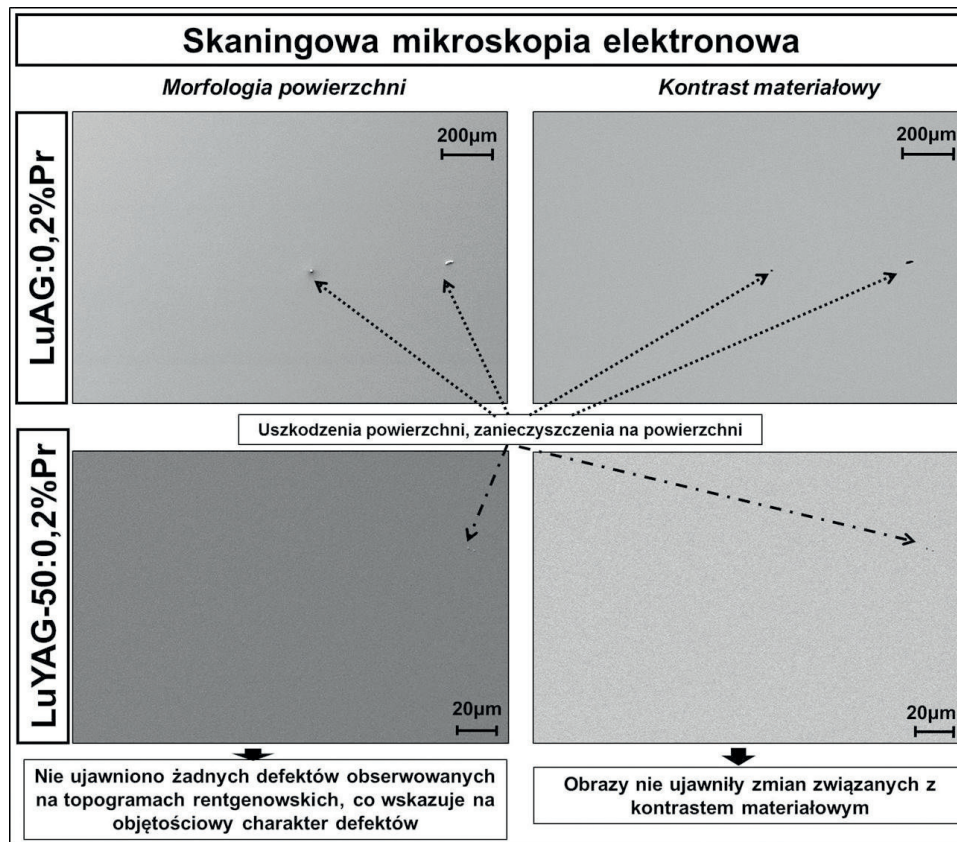 Skaningowa mikroskopia elektronowa
Morfologia powierzchni
Kontrast materiałowy
LuAG:0,2%Pr
200µm
200µm
Uszkodzenia powierzchni, zanieczyszczenia na powierzchni
LuYAG-50:0,2%Pr
20µm
20µm
Nie ujawniono żadnych defektów obserwowanych
na topogramach rentgenowskich, co wskazuje na
objętościowy charakter defektów
Obrazy nie ujawniły zmian związanych z
kontrastem materiałowym